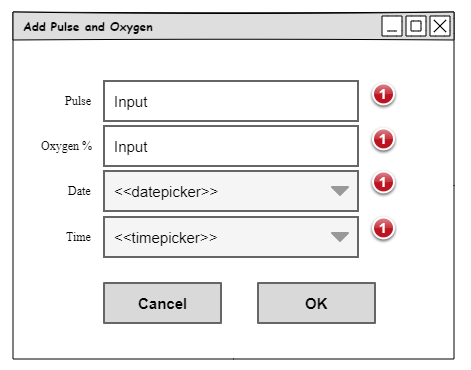 Add Pulse and Oxygen
Pulse Input 1
Oxygen % Input 1
Date <<datepicker>> 1
Time <<timepicker>> 1
Cancel OK